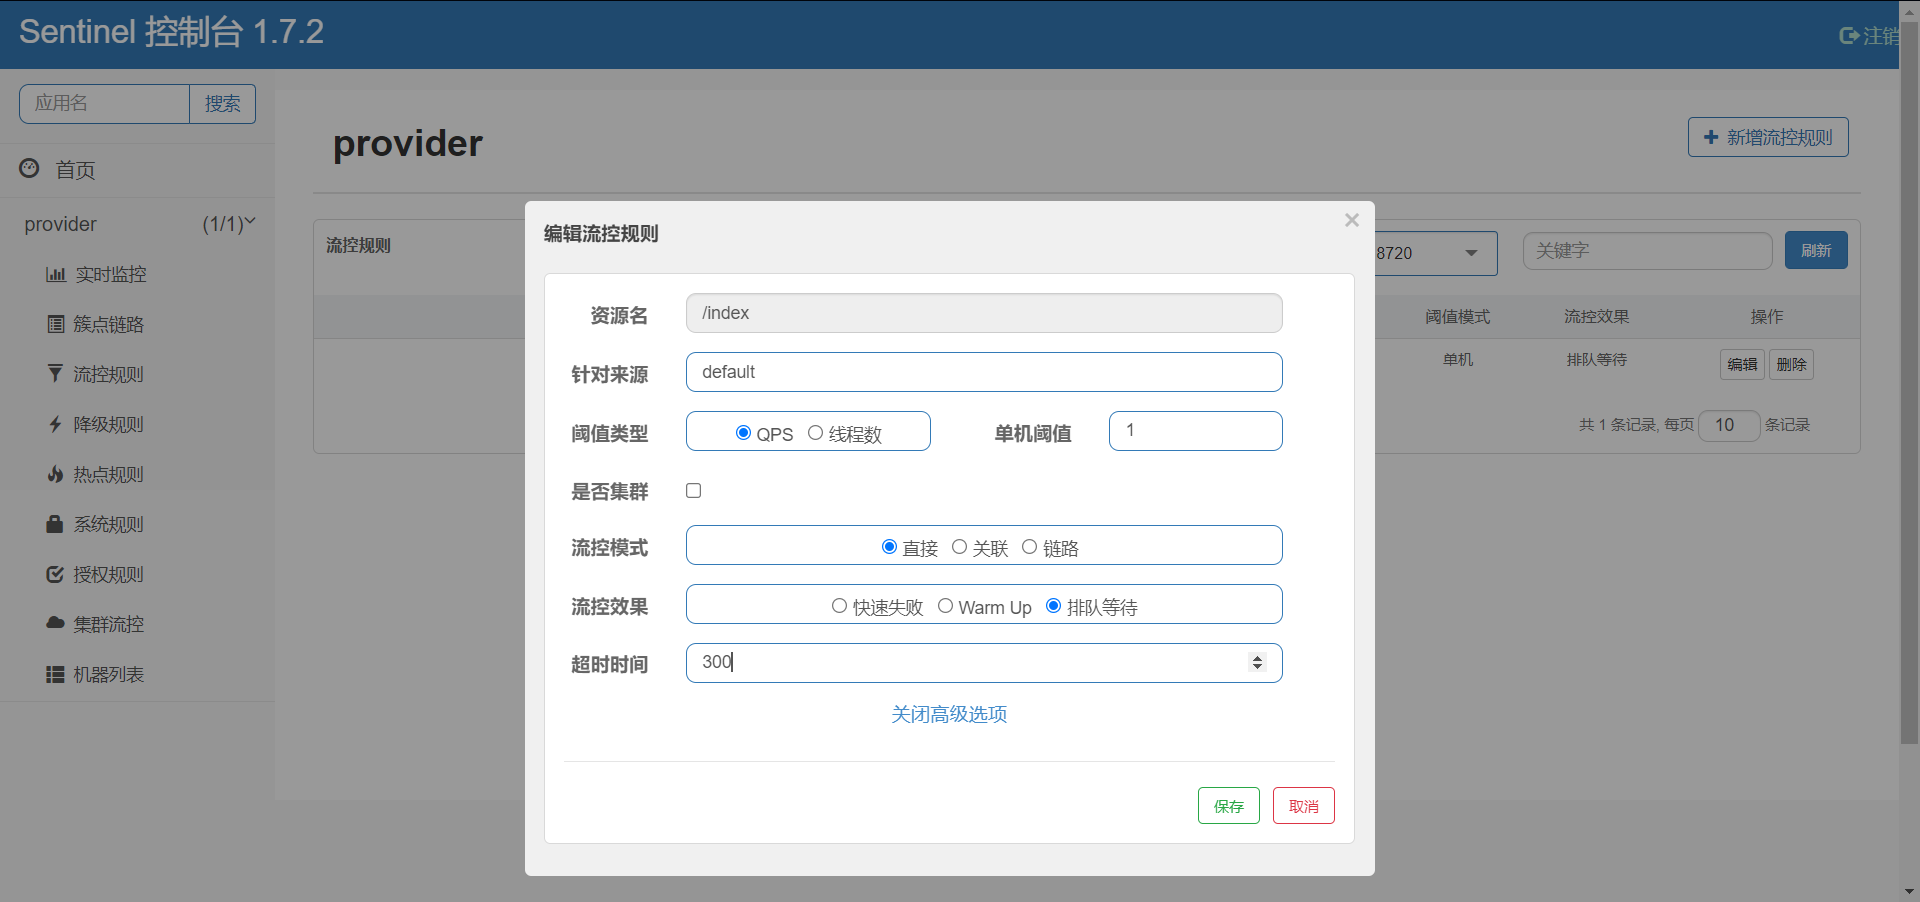 Sentinel 控制台 1.7.2
注销
应用名 搜索
首页
provider (1/1)
实时监控
簇点链路
流控规则
降级规则
热点规则
系统规则
授权规则
集群流控
机器列表
provider
新增流控规则
流控规则
8720
关键字
刷新
阈值模式 流控效果 操作
单机 排队等待 编辑 删除
共 1 条记录, 每页 10 条记录
编辑流控规则
×
资源名 /index
针对来源 default
阈值类型 QPS 线程数 单机阈值 1
是否集群
流控模式 直接 关联 链路
流控效果 快速失败 Warm Up 排队等待
超时时间 300
关闭高级选项
保存 取消